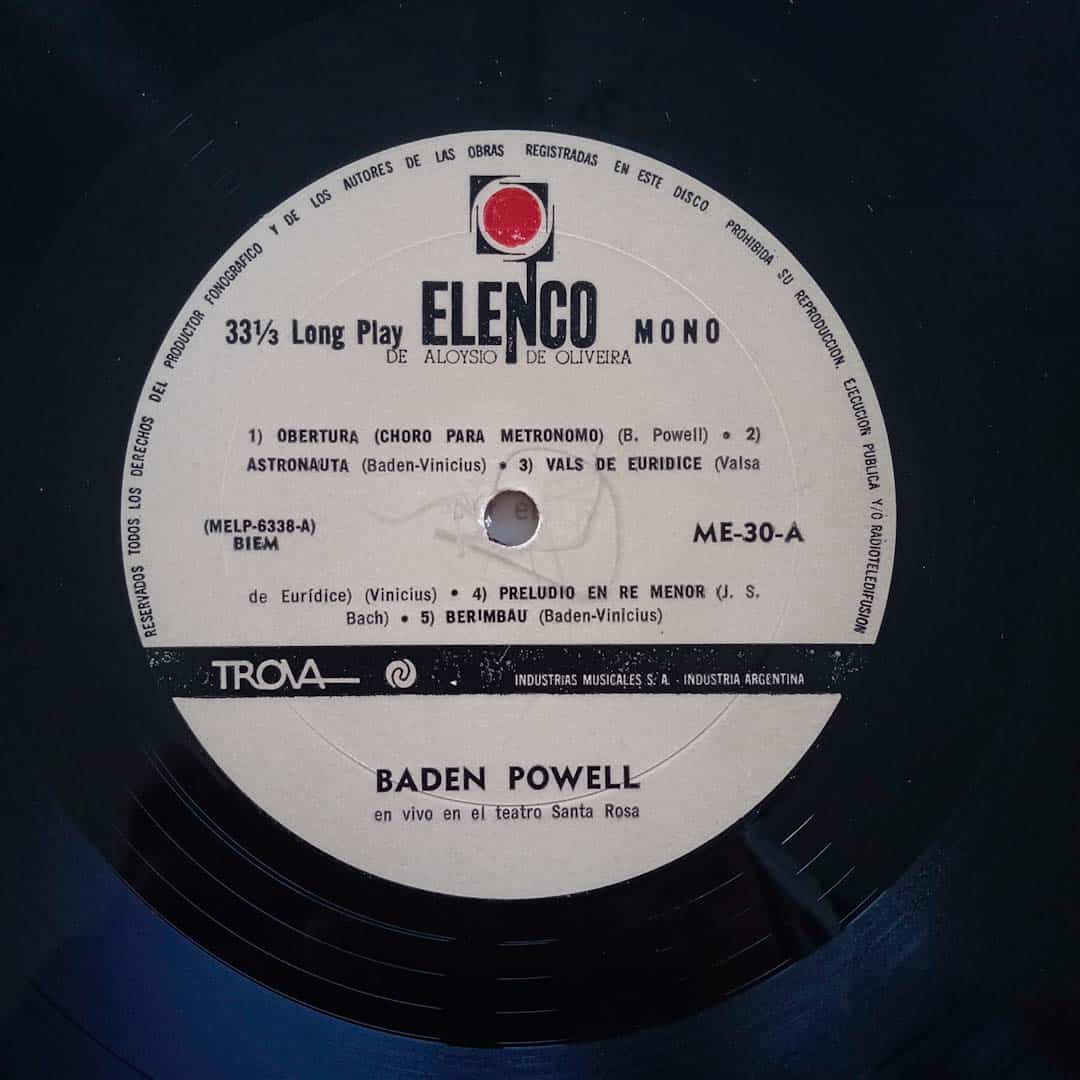 RESERVADOS TODOS LOS DERECHOS DEL PRODUCTOR FONOGRAFICO Y DE LOS AUTORES DE LAS OBRAS REGISTRADAS EN ESTE DISCO PROHIBIDA SU REPRODUCCION, EJECUCION PUBLICA Y/O RADIOTELEDIFUSION
33⅓ Long Play ELENCO MONO
DE ALOYSIO DE OLIVEIRA
1) OBERTURA (CHORO PARA METRONOMO) (B. Powell) • 2)
ASTRONAUTA (Baden-Vinicius) • 3) VALS DE EURIDICE (Valsa
(MELP-6338-A)
BIEM
ME-30-A
de Eurídice) (Vinicius) • 4) PRELUDIO EN RE MENOR (J. S.
Bach) • 5) BERIMBAU (Baden-Vinicius)
TROVA INDUSTRIAS MUSICALES S. A. - INDUSTRIA ARGENTINA
BADEN POWELL
en vivo en el teatro Santa Rosa